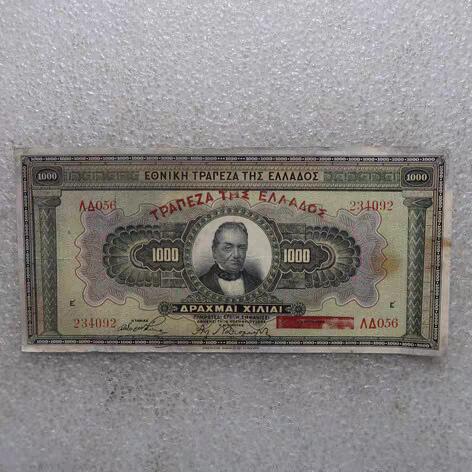 ΕΘΝΙΚΗ ΤΡΑΠΕΖΑ ΤΗΣ ΕΛΛΑΔΟΣ
1000 1000
ΛΔ056 ΤΡΑΠΕΖΑ ΤΗΣ ΕΛΛΑΔΟΣ 234092
1000 1000
Ε Ε
ΔΡΑΧΜΑΙ ΧΙΛΙΑΙ
234092 ΛΔ056